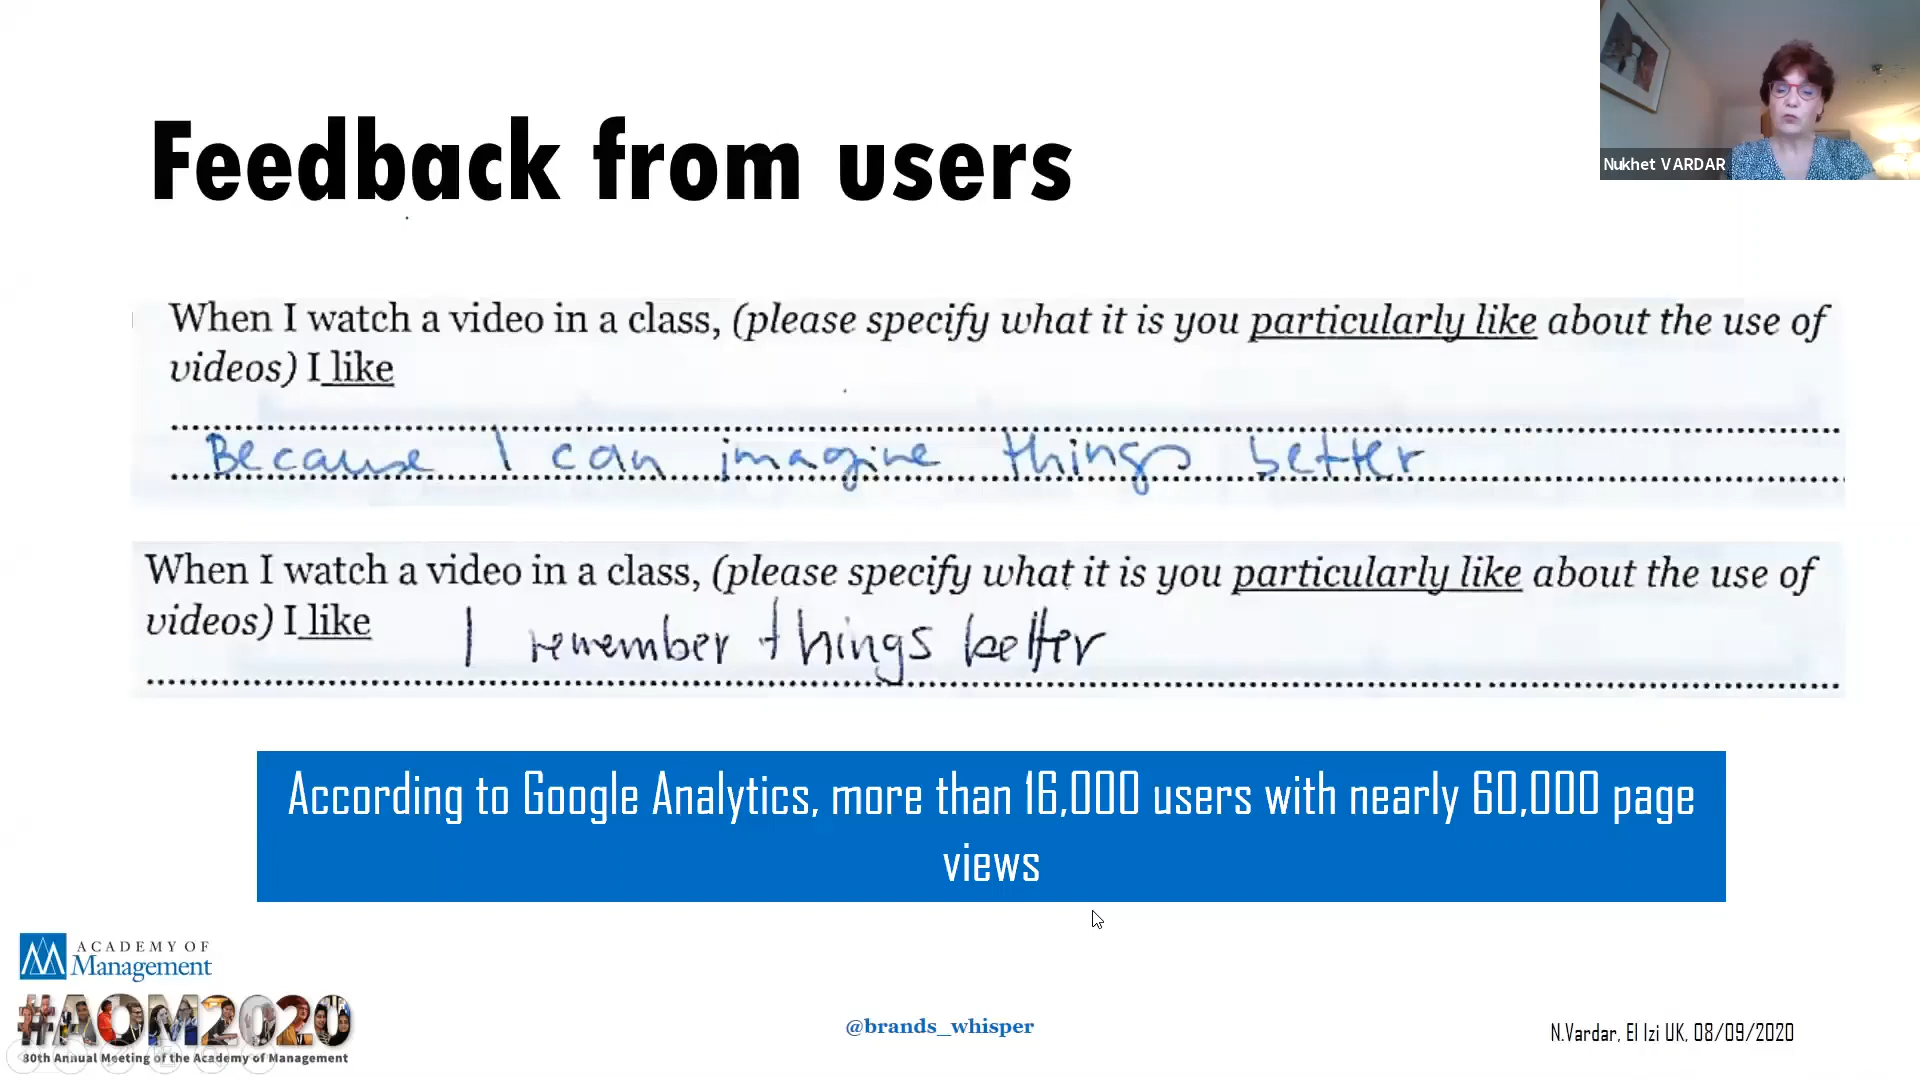 Nukhet VARDAR
Feedback from users
When I watch a video in a class, (please specify what it is you particularly like about the use of
videos) I like
Because I can imagine things better
When I watch a video in a class, (please specify what it is you particularly like about the use of
videos) I like I remember things better
According to Google Analytics, more than 16,000 users with nearly 60,000 page
views
ACADEMY OF
Management
#AOM2020
80th Annual Meeting of the Academy of Management
@brands_whisper
N.Vardar, El Izi UK, 08/09/2020